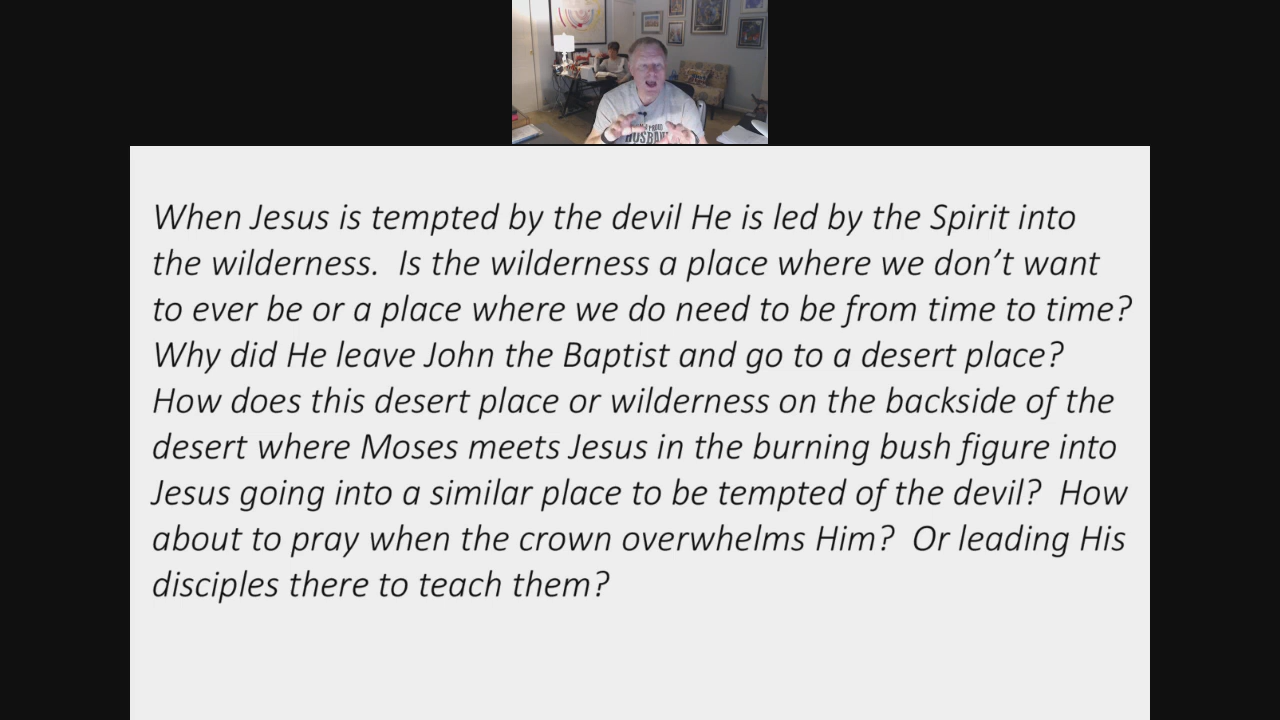 HUSBAN
When Jesus is tempted by the devil He is led by the Spirit into
the wilderness.  Is the wilderness a place where we don’t want
to ever be or a place where we do need to be from time to time?
Why did He leave John the Baptist and go to a desert place?
How does this desert place or wilderness on the backside of the
desert where Moses meets Jesus in the burning bush figure into
Jesus going into a similar place to be tempted of the devil?  How
about to pray when the crown overwhelms Him?  Or leading His
disciples there to teach them?